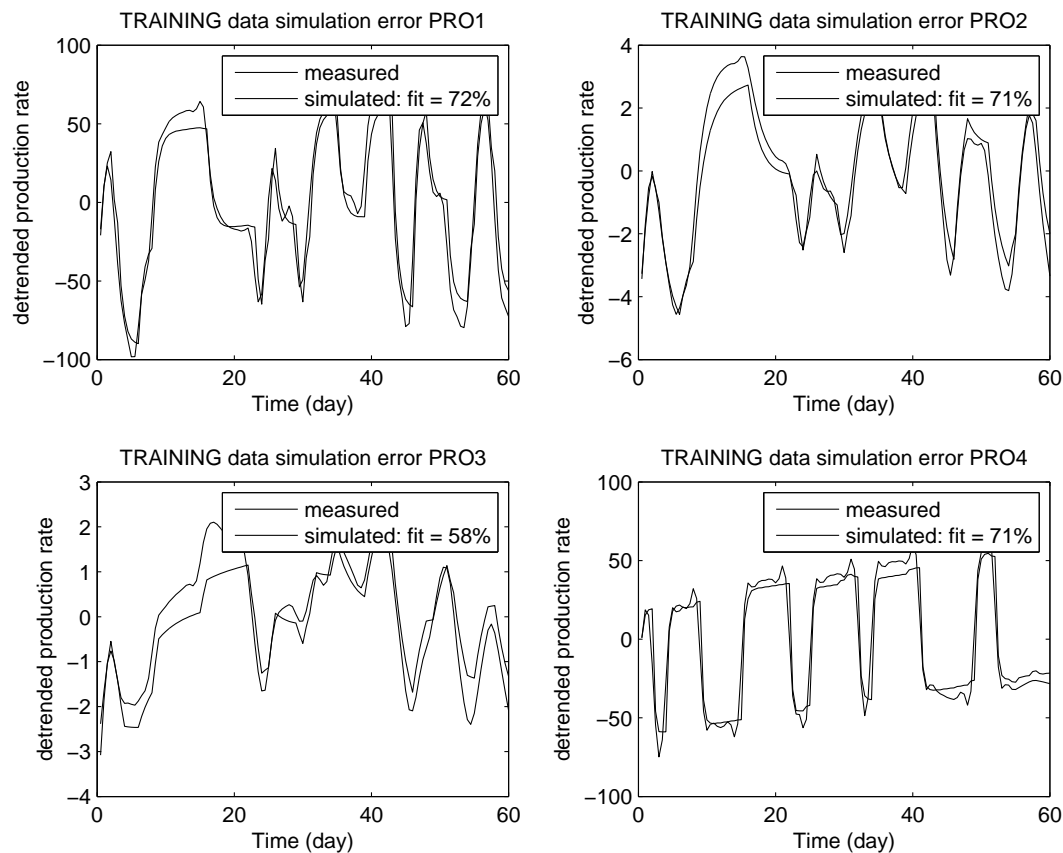 TRAINING data simulation error PRO1
100
50
0
−50
−100
detrended production rate
measured
simulated: fit = 72%
0 20 40 60
Time (day)
TRAINING data simulation error PRO2
4
2
0
−2
−4
−6
detrended production rate
measured
simulated: fit = 71%
0 20 40 60
Time (day)
TRAINING data simulation error PRO3
3
2
1
0
−1
−2
−3
−4
detrended production rate
measured
simulated: fit = 58%
0 20 40 60
Time (day)
TRAINING data simulation error PRO4
100
50
0
−50
−100
detrended production rate
measured
simulated: fit = 71%
0 20 40 60
Time (day)